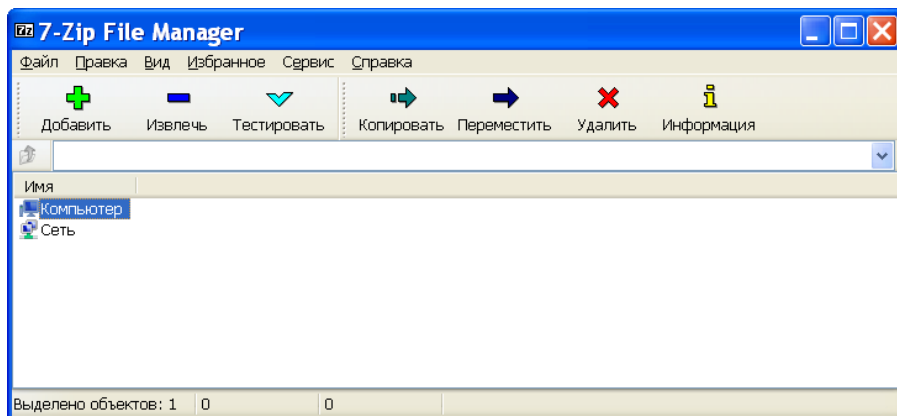 7-Zip File Manager
Файл Правка Вид Избранное Сервис Справка
Добавить Извлечь Тестировать Копировать Переместить Удалить Информация
Имя
Компьютер
Сеть
Выделено объектов: 1 0 0